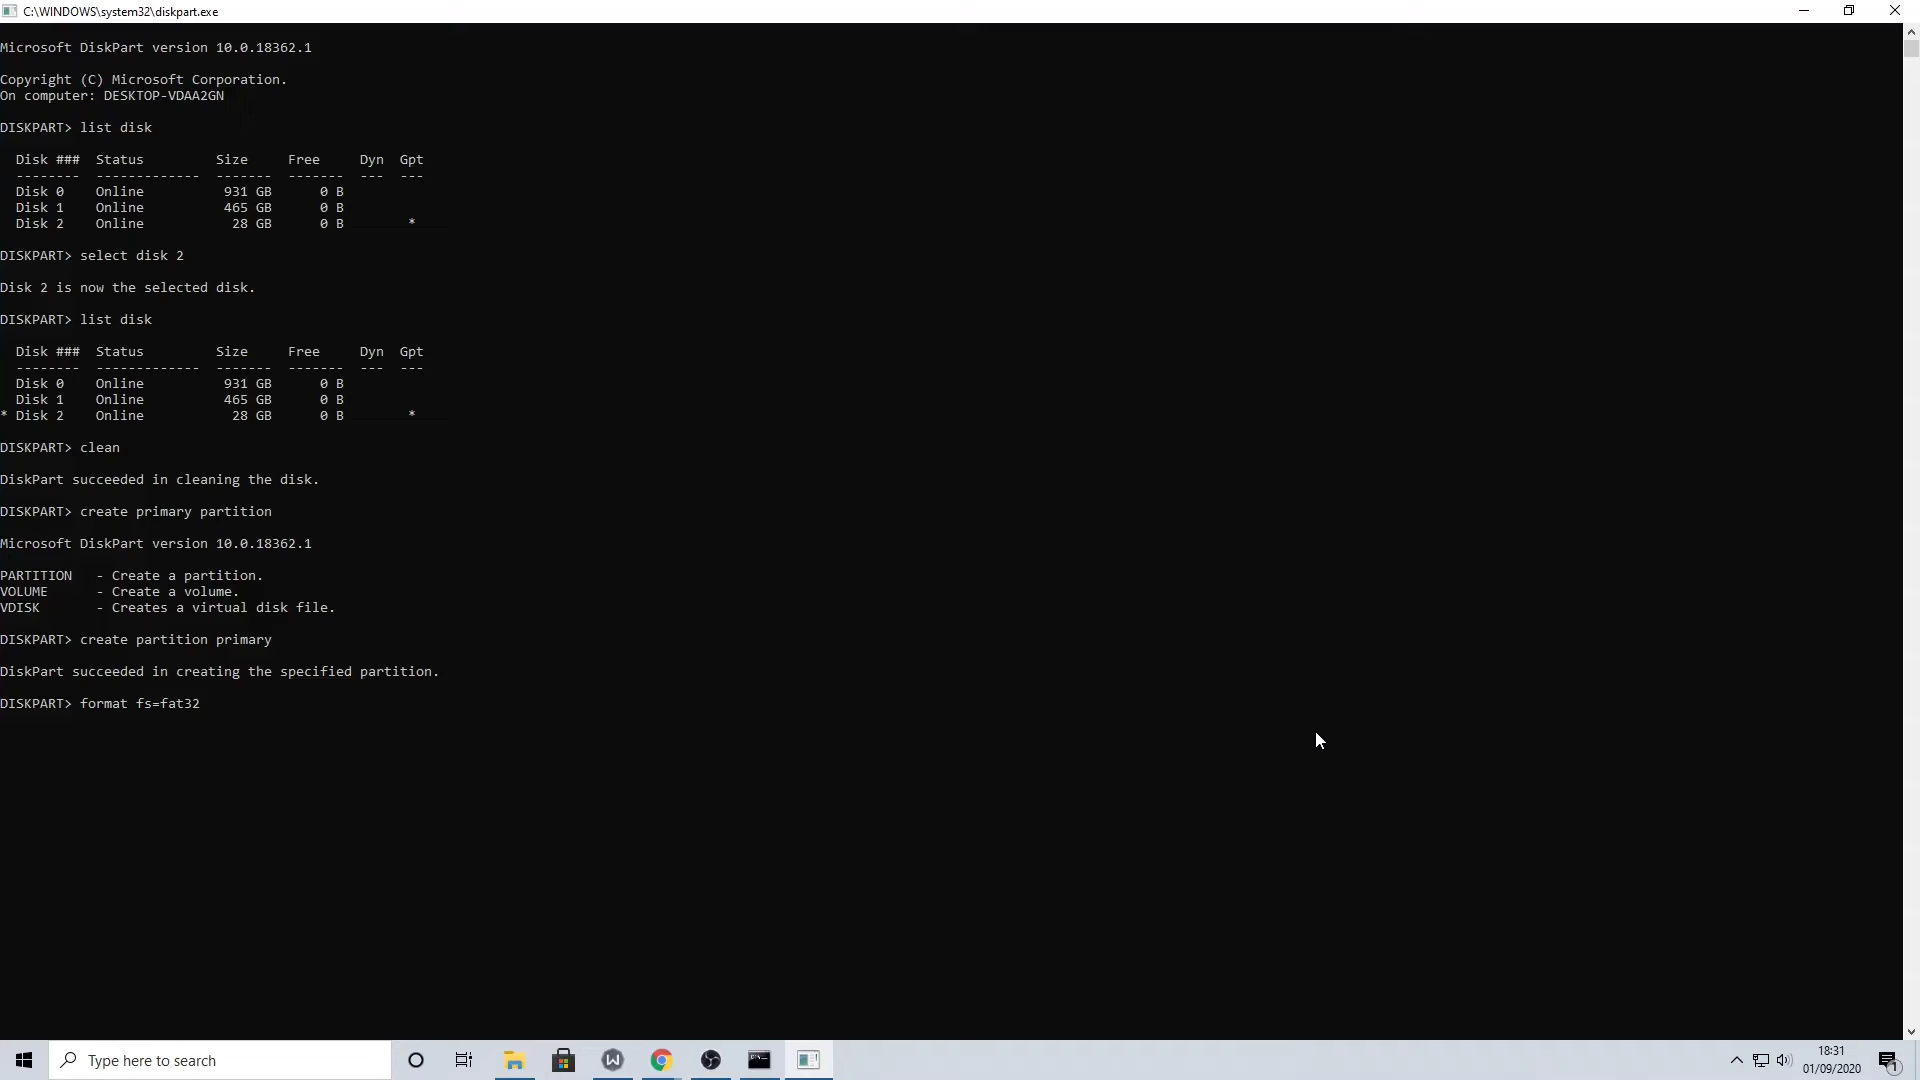 C:\WINDOWS\system32\diskpart.exe
Microsoft DiskPart version 10.0.18362.1
Copyright (C) Microsoft Corporation.
On computer: DESKTOP-VDAA2GN
DISKPART> list disk
Disk ###  Status         Size     Free     Dyn  Gpt
--------  -------------  -------  -------  ---  ---
Disk 0    Online          931 GB      0 B
Disk 1    Online          465 GB      0 B
Disk 2    Online           28 GB      0 B        *
DISKPART> select disk 2
Disk 2 is now the selected disk.
DISKPART> list disk
Disk ###  Status         Size     Free     Dyn  Gpt
--------  -------------  -------  -------  ---  ---
Disk 0    Online          931 GB      0 B
Disk 1    Online          465 GB      0 B
* Disk 2    Online           28 GB      0 B        *
DISKPART> clean
DiskPart succeeded in cleaning the disk.
DISKPART> create primary partition
Microsoft DiskPart version 10.0.18362.1
PARTITION   - Create a partition.
VOLUME      - Create a volume.
VDISK       - Creates a virtual disk file.
DISKPART> create partition primary
DiskPart succeeded in creating the specified partition.
DISKPART> format fs=fat32
Type here to search
18:31
01/09/2020
1